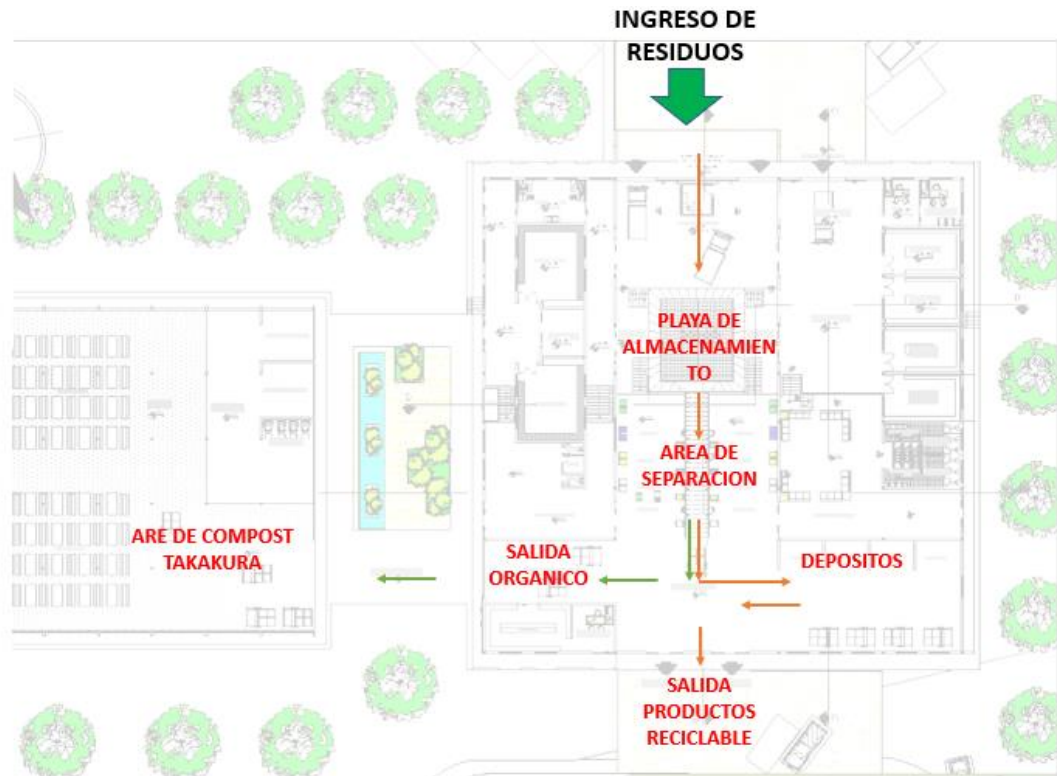 INGRESO DE
RESIDUOS
PLAYA DE
ALMACENAMIEN
TO
AREA DE
SEPARACION
ARE DE COMPOST
TAKAKURA
SALIDA
ORGANICO
DEPOSITOS
SALIDA
PRODUCTOS
RECICLABLE